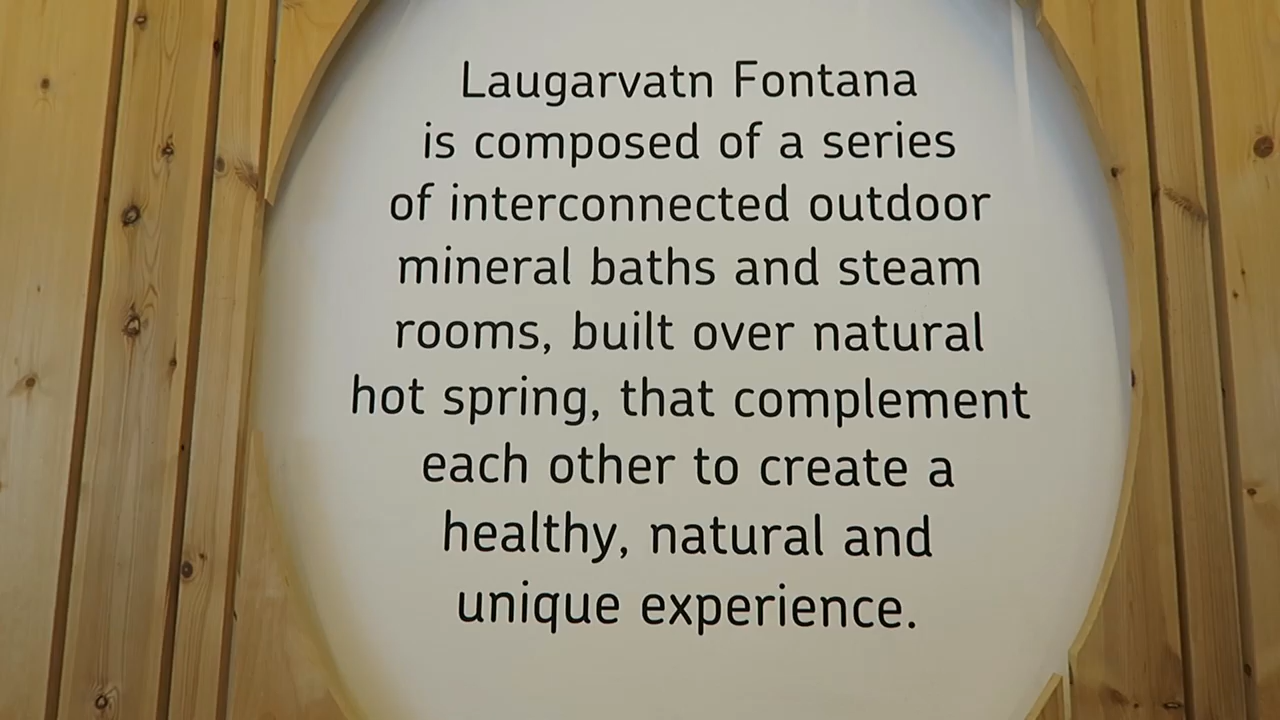 Laugarvatn Fontana
is composed of a series
of interconnected outdoor
mineral baths and steam
rooms, built over natural
hot spring, that complement
each other to create a
healthy, natural and
unique experience.